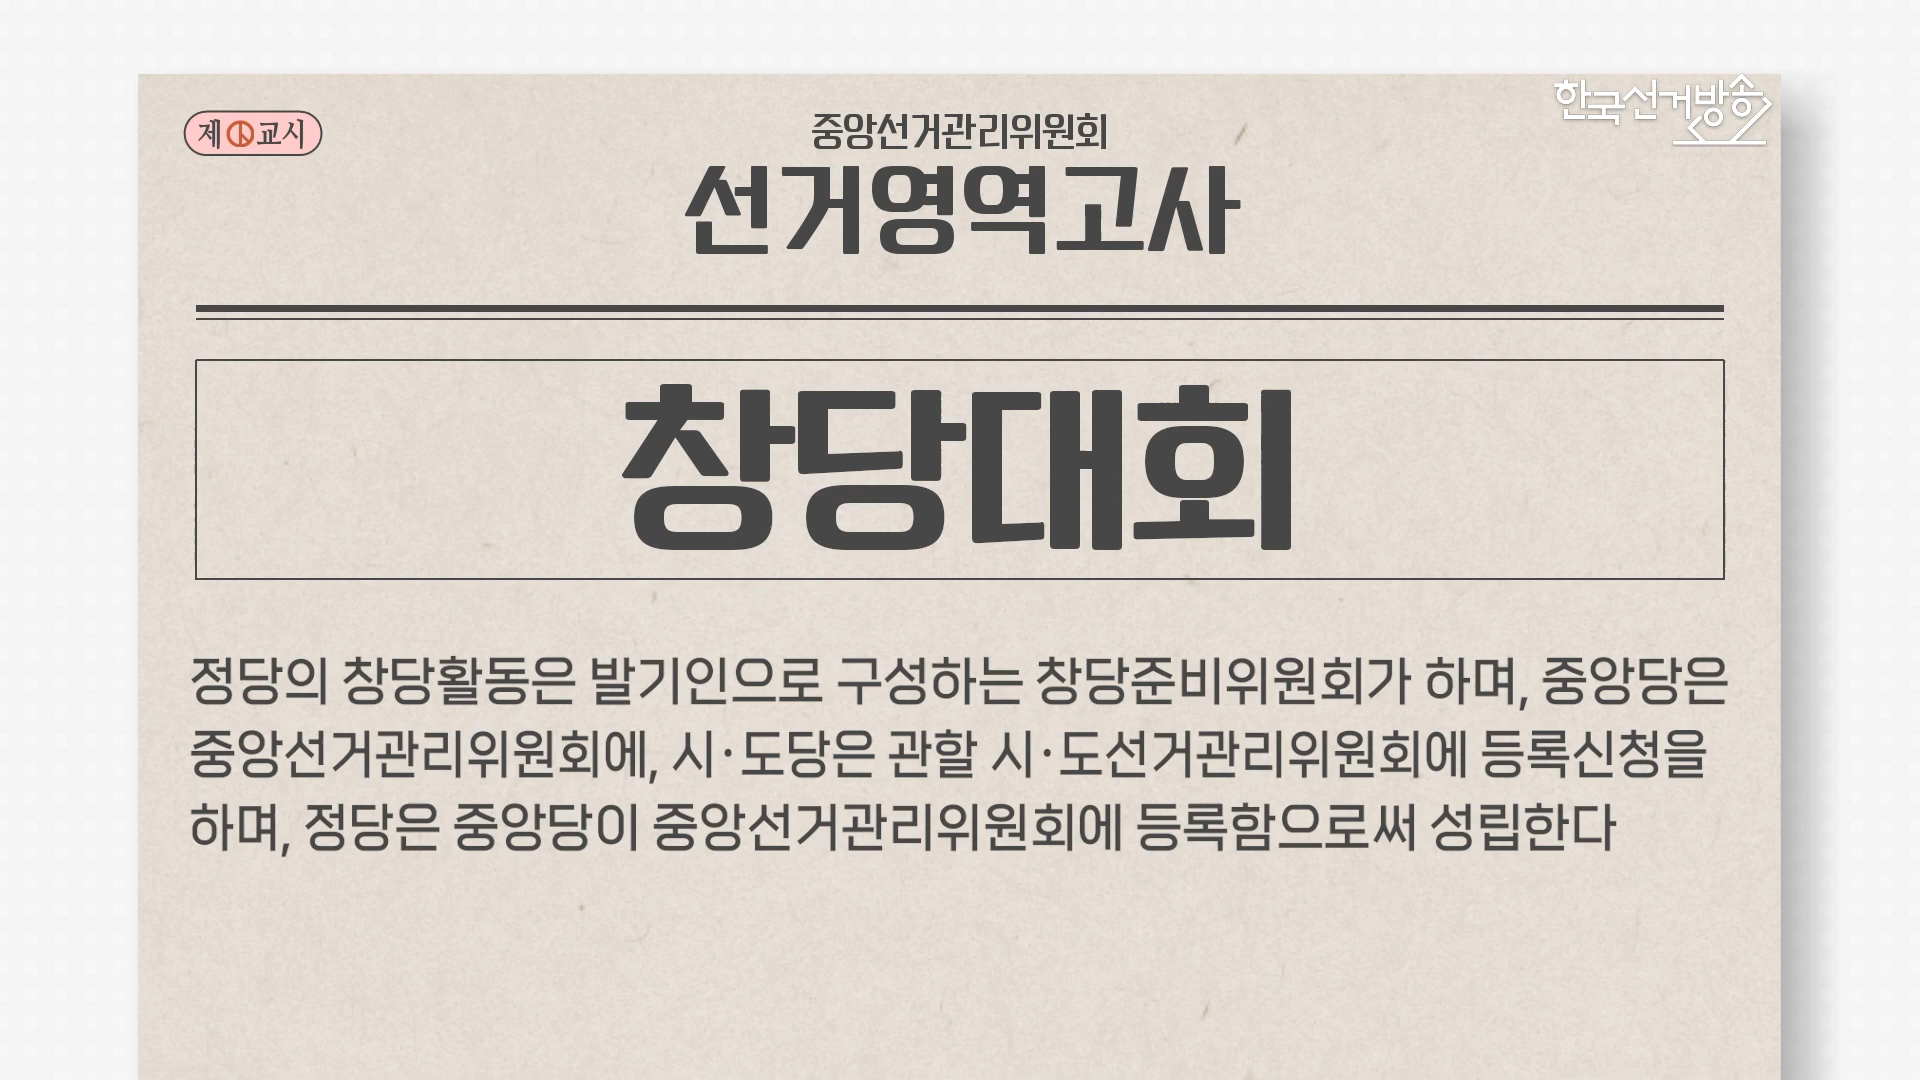 제 교시
한국선거방송
중앙선거관리위원회
선거영역고사
창당대회
정당의 창당활동은 발기인으로 구성하는 창당준비위원회가 하며, 중앙당은
중앙선거관리위원회에, 시·도당은 관할 시·도선거관리위원회에 등록신청을
하며, 정당은 중앙당이 중앙선거관리위원회에 등록함으로써 성립한다